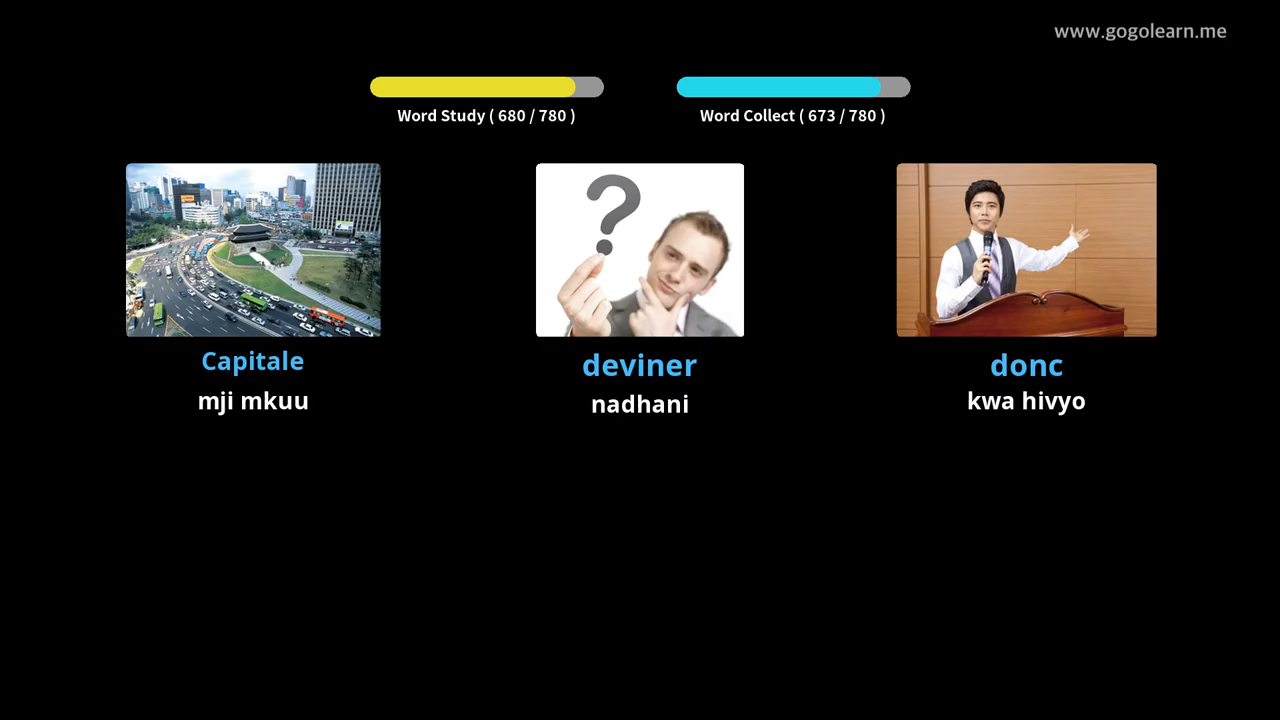 www.gogolearn.me
Word Study ( 680 / 780 )
Word Collect ( 673 / 780 )
Capitale
mji mkuu
deviner
nadhani
donc
kwa hivyo